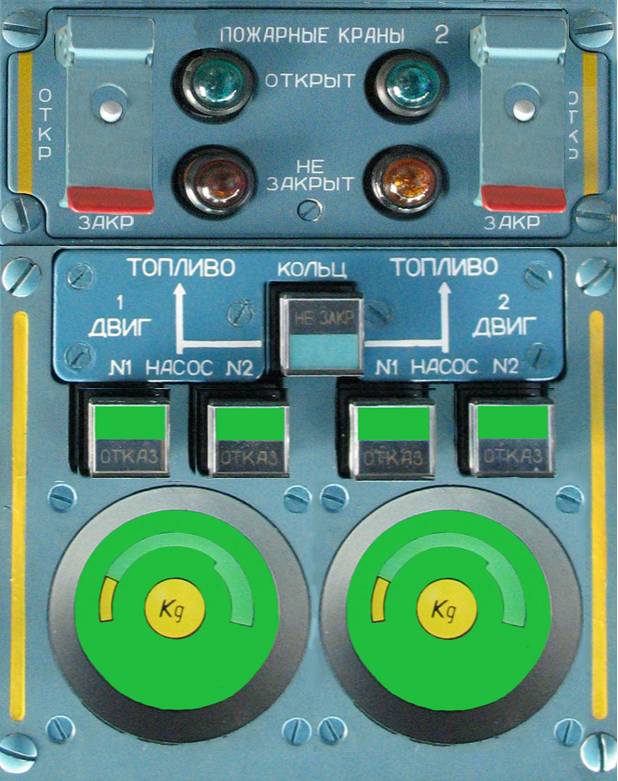 ПОЖАРНЫЕ КРАНЫ 2
ОТКРЫТ
ОТКР
ОТКР
НЕ
ЗАКРЫТ
ЗАКР
ЗАКР
ТОПЛИВО КОЛЬЦ ТОПЛИВО
1
ДВИГ
НЕ ЗАКР
2
ДВИГ
N1 НАСОС N2
N1 НАСОС N2
ОТКАЗ ОТКАЗ ОТКАЗ ОТКАЗ
Kg Kg